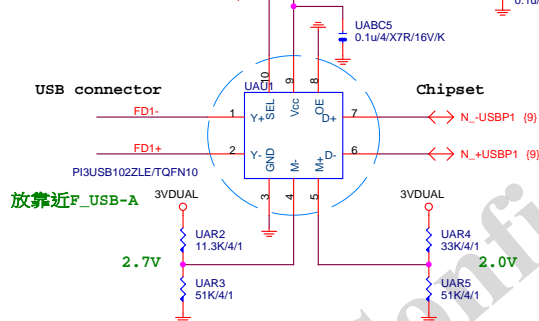 0.1u/
UABC5
0.1u/4/X7R/16V/K
USB connector
UAU1
Chipset
10
9
8
SEL
Vcc
OE
FD1-
1
Y+
D+
7
N_-USBP1 {9}
FD1+
2
Y-
D-
6
N_+USBP1 {9}
GND
M-
M+
PI3USB102ZLE/TQFN10
3
4
5
放靠近F_USB-A
3VDUAL
3VDUAL
UAR2
11.3K/4/1
UAR4
33K/4/1
2.7V
2.0V
UAR3
51K/4/1
UAR5
51K/4/1
Confi